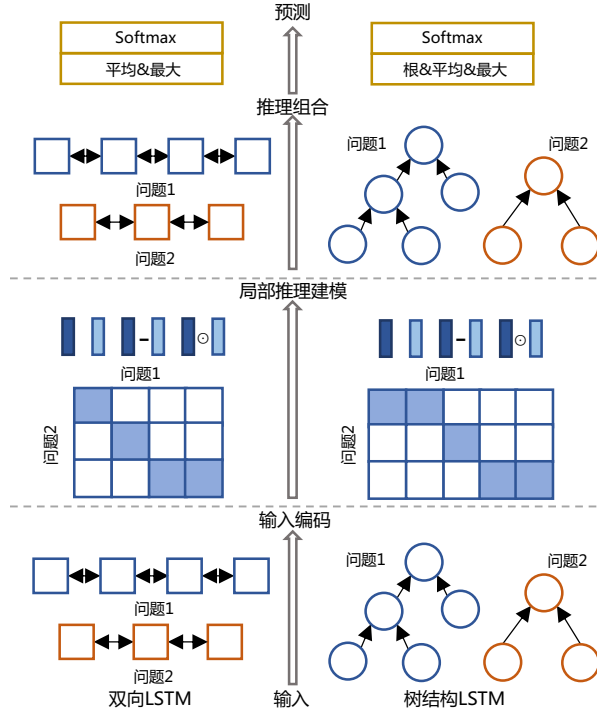 预测
Softmax
平均&最大
Softmax
根&平均&最大
推理组合
问题1
问题2
问题1
问题2
局部推理建模
问题1
问题2
问题1
问题2
输入编码
问题1
问题2
问题1
问题2
双向LSTM
输入
树结构LSTM